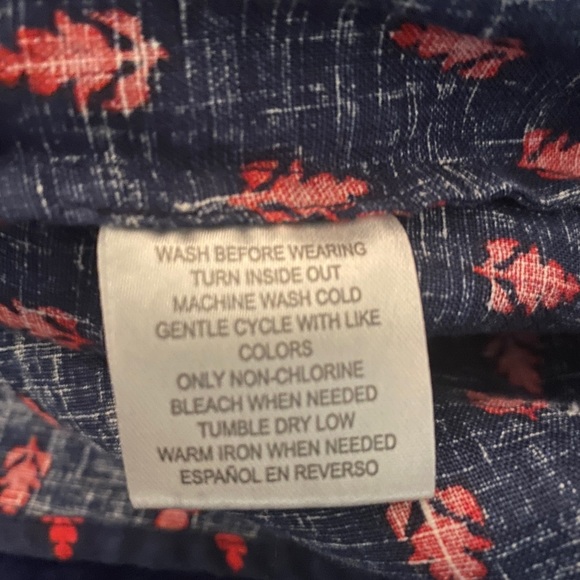 WASH BEFORE WEARING
TURN INSIDE OUT
MACHINE WASH COLD
GENTLE CYCLE WITH LIKE
COLORS
ONLY NON-CHLORINE
BLEACH WHEN NEEDED
TUMBLE DRY LOW
WARM IRON WHEN NEEDED
ESPAÑOL EN REVERSO